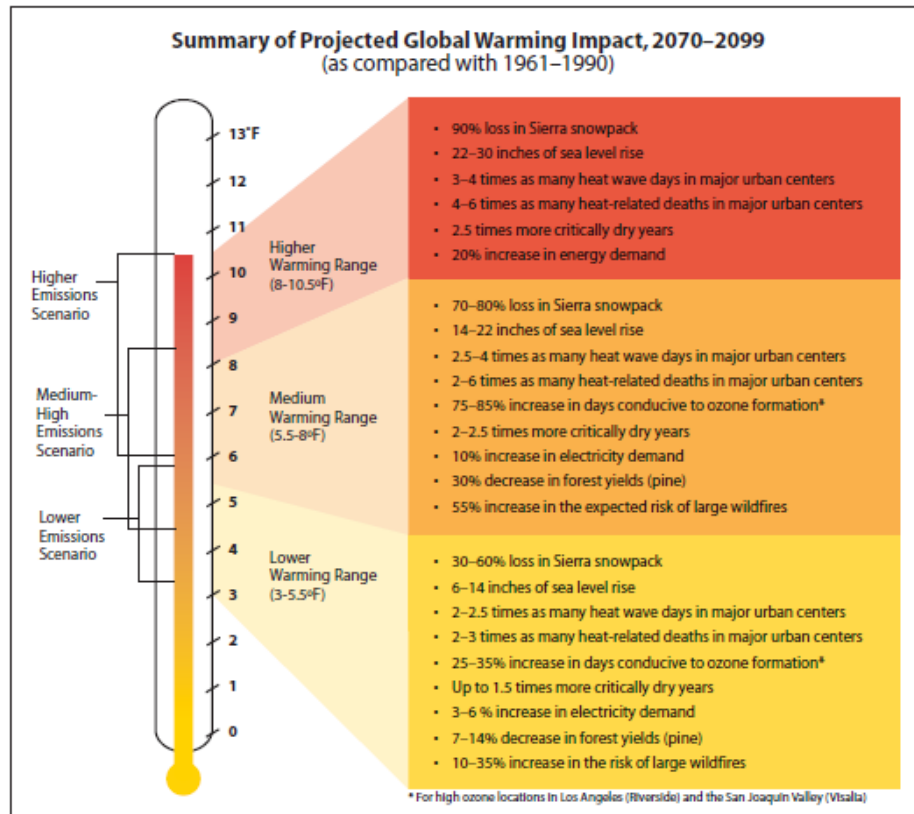 Summary of Projected Global Warming Impact, 2070–2099
(as compared with 1961–1990)
13°F
12
11
10
9
8
7
6
5
4
3
2
1
0
Higher
Emissions
Scenario
Medium-
High
Emissions
Scenario
Lower
Emissions
Scenario
Higher
Warming Range
(8-10.5ºF)
Medium
Warming Range
(5.5-8ºF)
Lower
Warming Range
(3-5.5ºF)
• 90% loss in Sierra snowpack
• 22–30 inches of sea level rise
• 3–4 times as many heat wave days in major urban centers
• 4–6 times as many heat-related deaths in major urban centers
• 2.5 times more critically dry years
• 20% increase in energy demand
• 70–80% loss in Sierra snowpack
• 14–22 inches of sea level rise
• 2.5–4 times as many heat wave days in major urban centers
• 2–6 times as many heat-related deaths in major urban centers
• 75–85% increase in days conducive to ozone formation*
• 2–2.5 times more critically dry years
• 10% increase in electricity demand
• 30% decrease in forest yields (pine)
• 55% increase in the expected risk of large wildfires
• 30–60% loss in Sierra snowpack
• 6–14 inches of sea level rise
• 2–2.5 times as many heat wave days in major urban centers
• 2–3 times as many heat-related deaths in major urban centers
• 25–35% increase in days conducive to ozone formation*
• Up to 1.5 times more critically dry years
• 3–6 % increase in electricity demand
• 7–14% decrease in forest yields (pine)
• 10–35% increase in the risk of large wildfires
* For high ozone locations in Los Angeles (Riverside) and the San Joaquin Valley (Visalia)